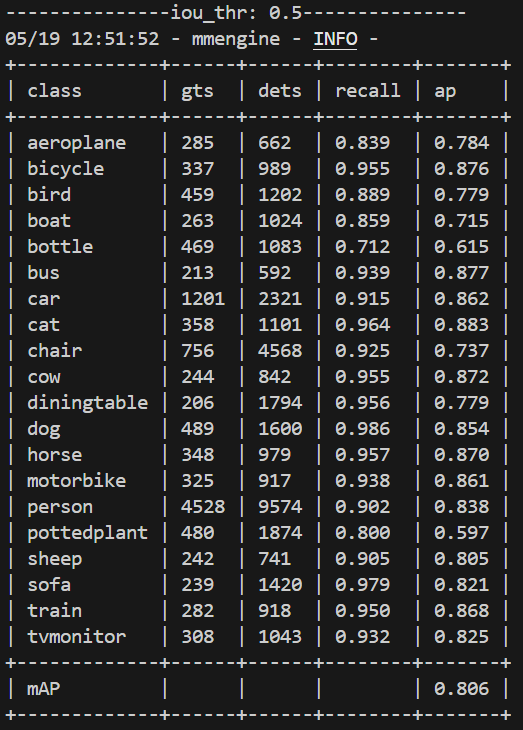 ---------------iou_thr: 0.5---------------
05/19 12:51:52 - mmengine - INFO -
+-------------+------+------+--------+-------+
| class       | gts  | dets | recall | ap    |
+-------------+------+------+--------+-------+
| aeroplane   | 285  | 662  | 0.839  | 0.784 |
| bicycle     | 337  | 989  | 0.955  | 0.876 |
| bird        | 459  | 1202 | 0.889  | 0.779 |
| boat        | 263  | 1024 | 0.859  | 0.715 |
| bottle      | 469  | 1083 | 0.712  | 0.615 |
| bus         | 213  | 592  | 0.939  | 0.877 |
| car         | 1201 | 2321 | 0.915  | 0.862 |
| cat         | 358  | 1101 | 0.964  | 0.883 |
| chair       | 756  | 4568 | 0.925  | 0.737 |
| cow         | 244  | 842  | 0.955  | 0.872 |
| diningtable | 206  | 1794 | 0.956  | 0.779 |
| dog         | 489  | 1600 | 0.986  | 0.854 |
| horse       | 348  | 979  | 0.957  | 0.870 |
| motorbike   | 325  | 917  | 0.938  | 0.861 |
| person      | 4528 | 9574 | 0.902  | 0.838 |
| pottedplant | 480  | 1874 | 0.800  | 0.597 |
| sheep       | 242  | 741  | 0.905  | 0.805 |
| sofa        | 239  | 1420 | 0.979  | 0.821 |
| train       | 282  | 918  | 0.950  | 0.868 |
| tvmonitor   | 308  | 1043 | 0.932  | 0.825 |
+-------------+------+------+--------+-------+
| mAP         |      |      |        | 0.806 |
+-------------+------+------+--------+-------+